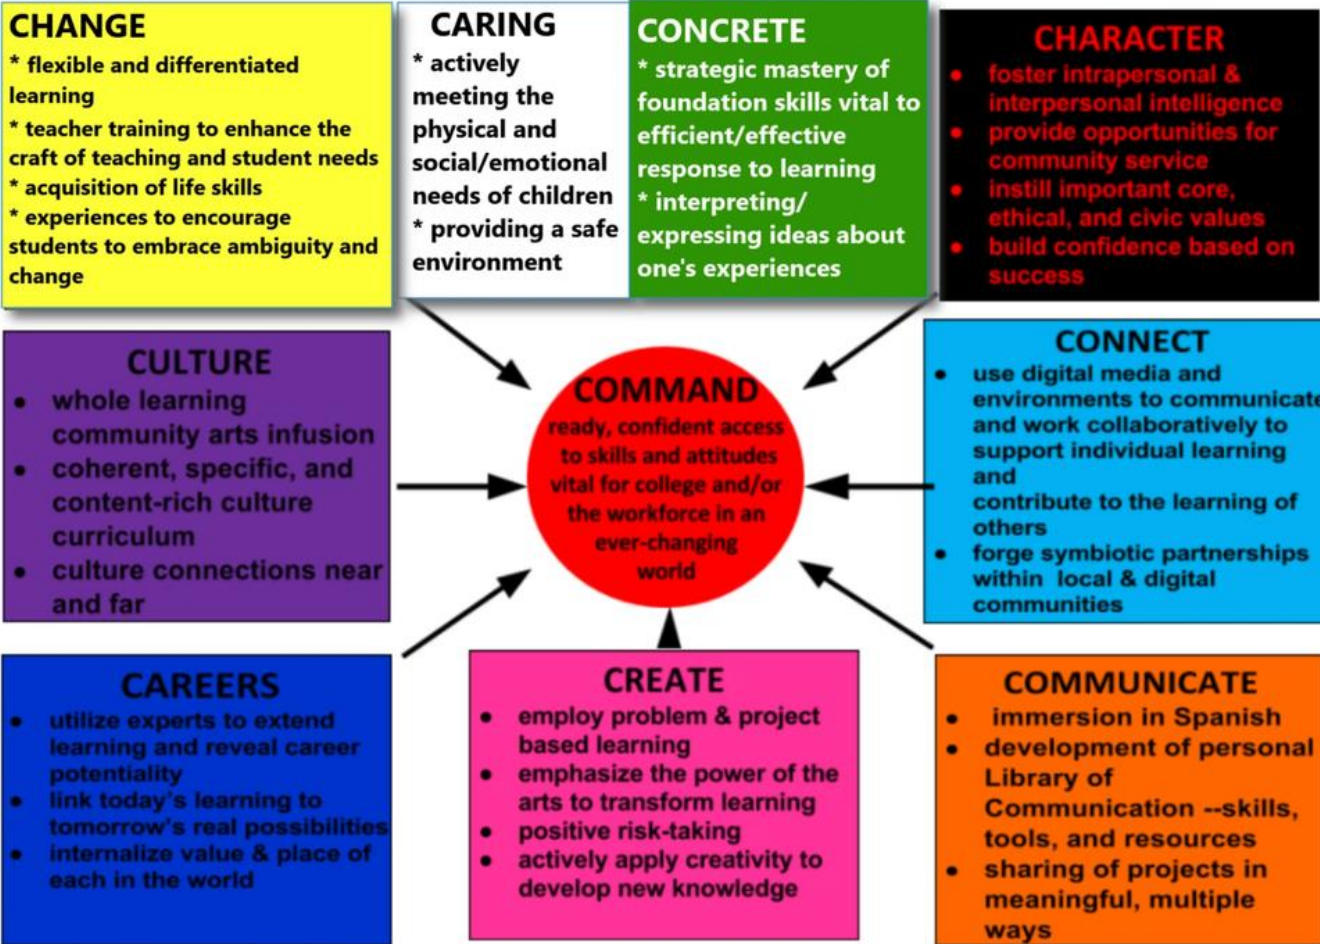 CHANGE
* flexible and differentiated
learning
* teacher training to enhance the
craft of teaching and student needs
* acquisition of life skills
* experiences to encourage
students to embrace ambiguity and
change
CARING
* actively
meeting the
physical and
social/emotional
needs of children
* providing a safe
environment
CONCRETE
* strategic mastery of
foundation skills vital to
efficient/effective
response to learning
* interpreting/
expressing ideas about
one's experiences
CHARACTER
• foster intrapersonal &
interpersonal intelligence
• provide opportunities for
community service
• instill important core,
ethical, and civic values
• build confidence based on
success
CULTURE
• whole learning
community arts infusion
• coherent, specific, and
content-rich culture
curriculum
• culture connections near
and far
COMMAND
ready, confident access
to skills and attitudes
vital for college and/or
the workforce in an
ever-changing
world
CONNECT
• use digital media and
environments to communicate
and work collaboratively to
support individual learning
and
contribute to the learning of
others
• forge symbiotic partnerships
within local & digital
communities
CAREERS
• utilize experts to extend
learning and reveal career
potentiality
• link today's learning to
tomorrow's real possibilities
• internalize value & place of
each in the world
CREATE
• employ problem & project
based learning
• emphasize the power of the
arts to transform learning
• positive risk-taking
• actively apply creativity to
develop new knowledge
COMMUNICATE
• immersion in Spanish
• development of personal
Library of
Communication --skills,
tools, and resources
• sharing of projects in
meaningful, multiple
ways